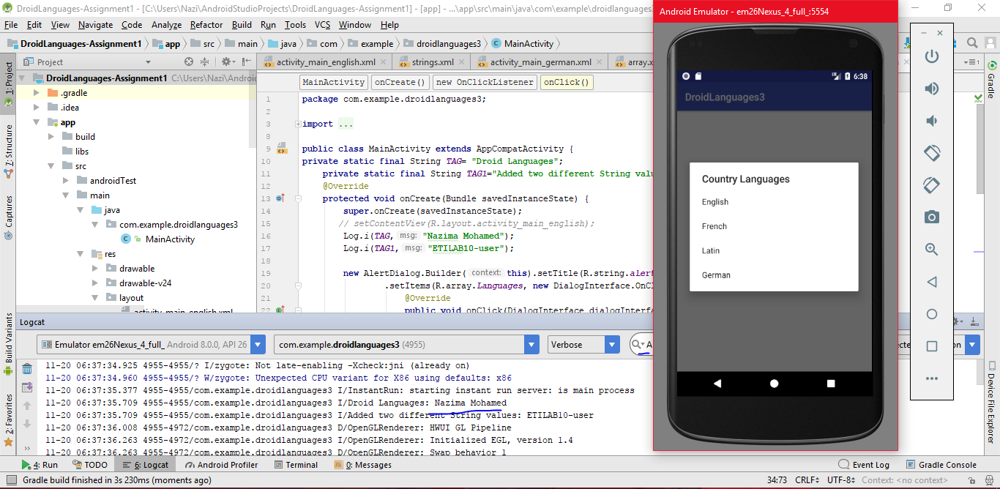 DroidLanguages-Assignment1 - [C:\Users\Nazi\AndroidStudioProjects\DroidLanguages-Assignment1] - [app] - ...\app\src\main\java\com\example\droidlanguages3
File Edit View Navigate Code Analyze Refactor Build Run Tools VCS Window Help
DroidLanguages-Assignment1 app src main java com example droidlanguages3 MainActivity
Project
activity_main_english.xml strings.xml activity_main_german.xml array.x
1: Project
7: Structure
Captures
Build Variants
2: Favorites
DroidLanguages-Assignment1 C:\Users\Nazi\Android
.gradle
.idea
app
build
libs
src
androidTest
main
java
com.example.droidlanguages3
MainActivity
res
drawable
drawable-v24
layout
activity_main_english.xml
MainActivity onCreate() new OnClickListener onClick()
1 package com.example.droidlanguages3;
2
3 import ...
8
9 public class MainActivity extends AppCompatActivity {
10 private static final String TAG= "Droid Languages";
11 private static final String TAG1="Added two different String valu
12 @Override
13 protected void onCreate(Bundle savedInstanceState) {
14 super.onCreate(savedInstanceState);
15 // setContentView(R.layout.activity_main_english);
16 Log.i(TAG, msg: "Nazima Mohamed");
17 Log.i(TAG1, msg: "ETILAB10-user");
18
19 new AlertDialog.Builder( context: this).setTitle(R.string.alert
20 .setItems(R.array.Languages, new DialogInterface.OnCl
21 @Override
22 public void onClick(DialogInterface dialogInterfa
Android Emulator - em26Nexus_4_full_:5554
6:38
DroidLanguages3
Country Languages
English
French
Latin
German
Gradle
Device File Explorer
Logcat
Emulator em26Nexus_4_full_ Android 8.0.0, API 26 com.example.droidlanguages3 (4955) Verbose A
11-20 06:37:34.925 4955-4955/? I/zygote: Not late-enabling -Xcheck:jni (already on)
11-20 06:37:34.960 4955-4955/? W/zygote: Unexpected CPU variant for X86 using defaults: x86
11-20 06:37:35.377 4955-4955/com.example.droidlanguages3 I/InstantRun: starting instant run server: is main process
11-20 06:37:35.709 4955-4955/com.example.droidlanguages3 I/Droid Languages: Nazima Mohamed
11-20 06:37:35.709 4955-4955/com.example.droidlanguages3 I/Added two different String values: ETILAB10-user
11-20 06:37:36.008 4955-4972/com.example.droidlanguages3 D/OpenGLRenderer: HWUI GL Pipeline
11-20 06:37:36.263 4955-4972/com.example.droidlanguages3 I/OpenGLRenderer: Initialized EGL, version 1.4
11-20 06:37:36.263 4955-4972/com.example.droidlanguages3 D/OpenGLRenderer: Swap behavior 1
4: Run TODO 6: Logcat Android Profiler Terminal 0: Messages Event Log Gradle Console
Gradle build finished in 3s 230ms (moments ago) 34:73 CRLF UTF-8 Context: <no context>